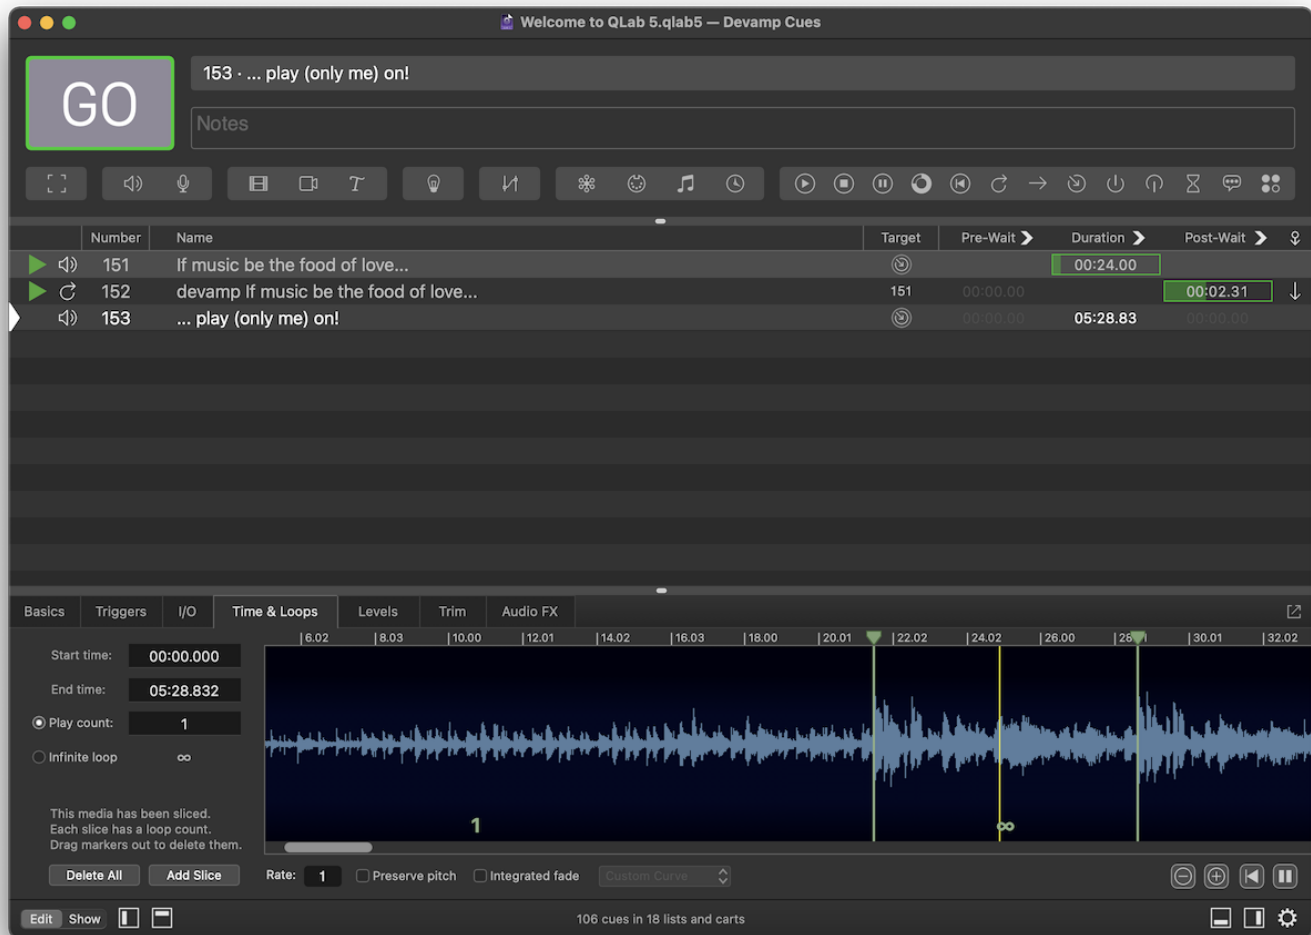 Welcome to QLab 5.qlab5 — Devamp Cues
GO
153 · ... play (only me) on!
Notes
Number Name Target Pre-Wait Duration Post-Wait
151 If music be the food of love... 00:24.00
152 devamp If music be the food of love... 151 00:00.00 00:02.31
153 ... play (only me) on! 00:00.00 05:28.83 00:00.00
Basics Triggers I/O Time & Loops Levels Trim Audio FX
6.02 8.03 10.00 12.01 14.02 16.03 18.00 20.01 22.02 24.02 26.00 30.01 32.02
Start time: 00:00.000
End time: 05:28.832
Play count: 1
Infinite loop ∞
This media has been sliced.
Each slice has a loop count.
Drag markers out to delete them.
1 ∞
Delete All Add Slice Rate: 1 Preserve pitch Integrated fade Custom Curve
Edit Show 106 cues in 18 lists and carts